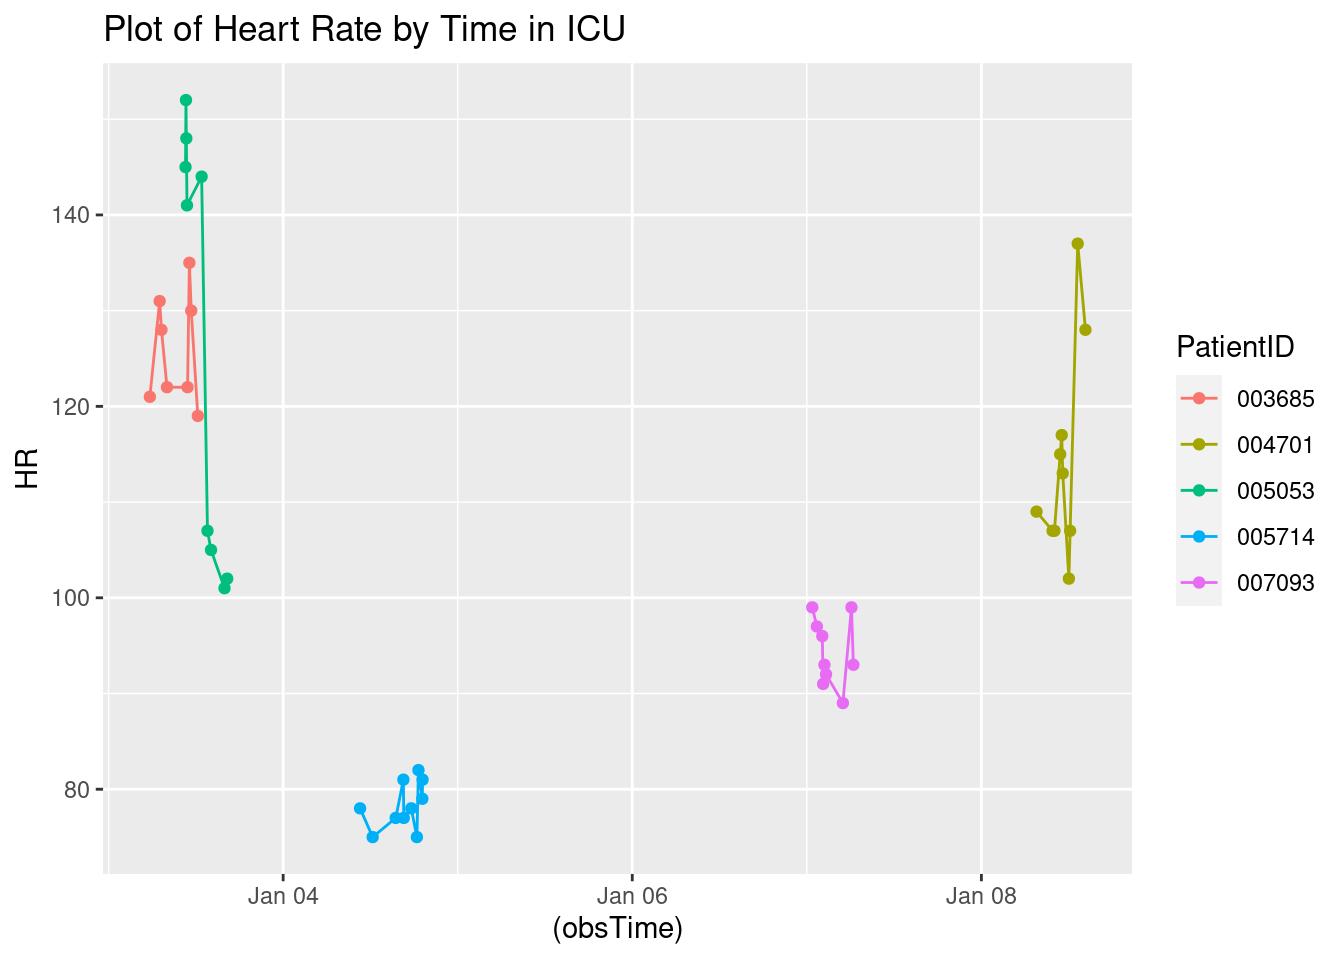 Plot of Heart Rate by Time in ICU
140
120
100
80
HR
Jan 04
Jan 06
Jan 08
(obsTime)
PatientID
003685
004701
005053
005714
007093